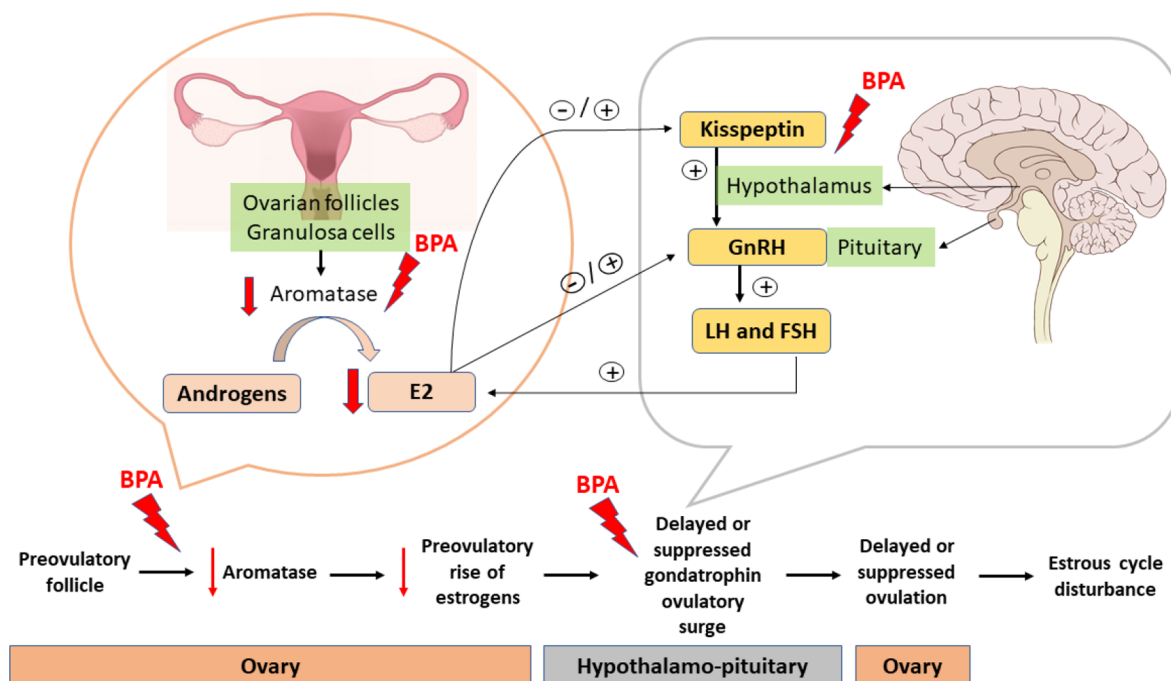 Ovarian follicles
Granulosa cells
BPA
Aromatase
Androgens
E2
⊖ / ⊕
⊖ / ⊕
⊕
BPA
Kisspeptin
⊕
Hypothalamus
GnRH
Pituitary
⊕
LH and FSH
BPA
Preovulatory
follicle
Aromatase
Preovulatory
rise of
estrogens
BPA
Delayed or
suppressed
gondatrophin
ovulatory
surge
Delayed or
suppressed
ovulation
Estrous cycle
disturbance
Ovary
Hypothalamo-pituitary
Ovary